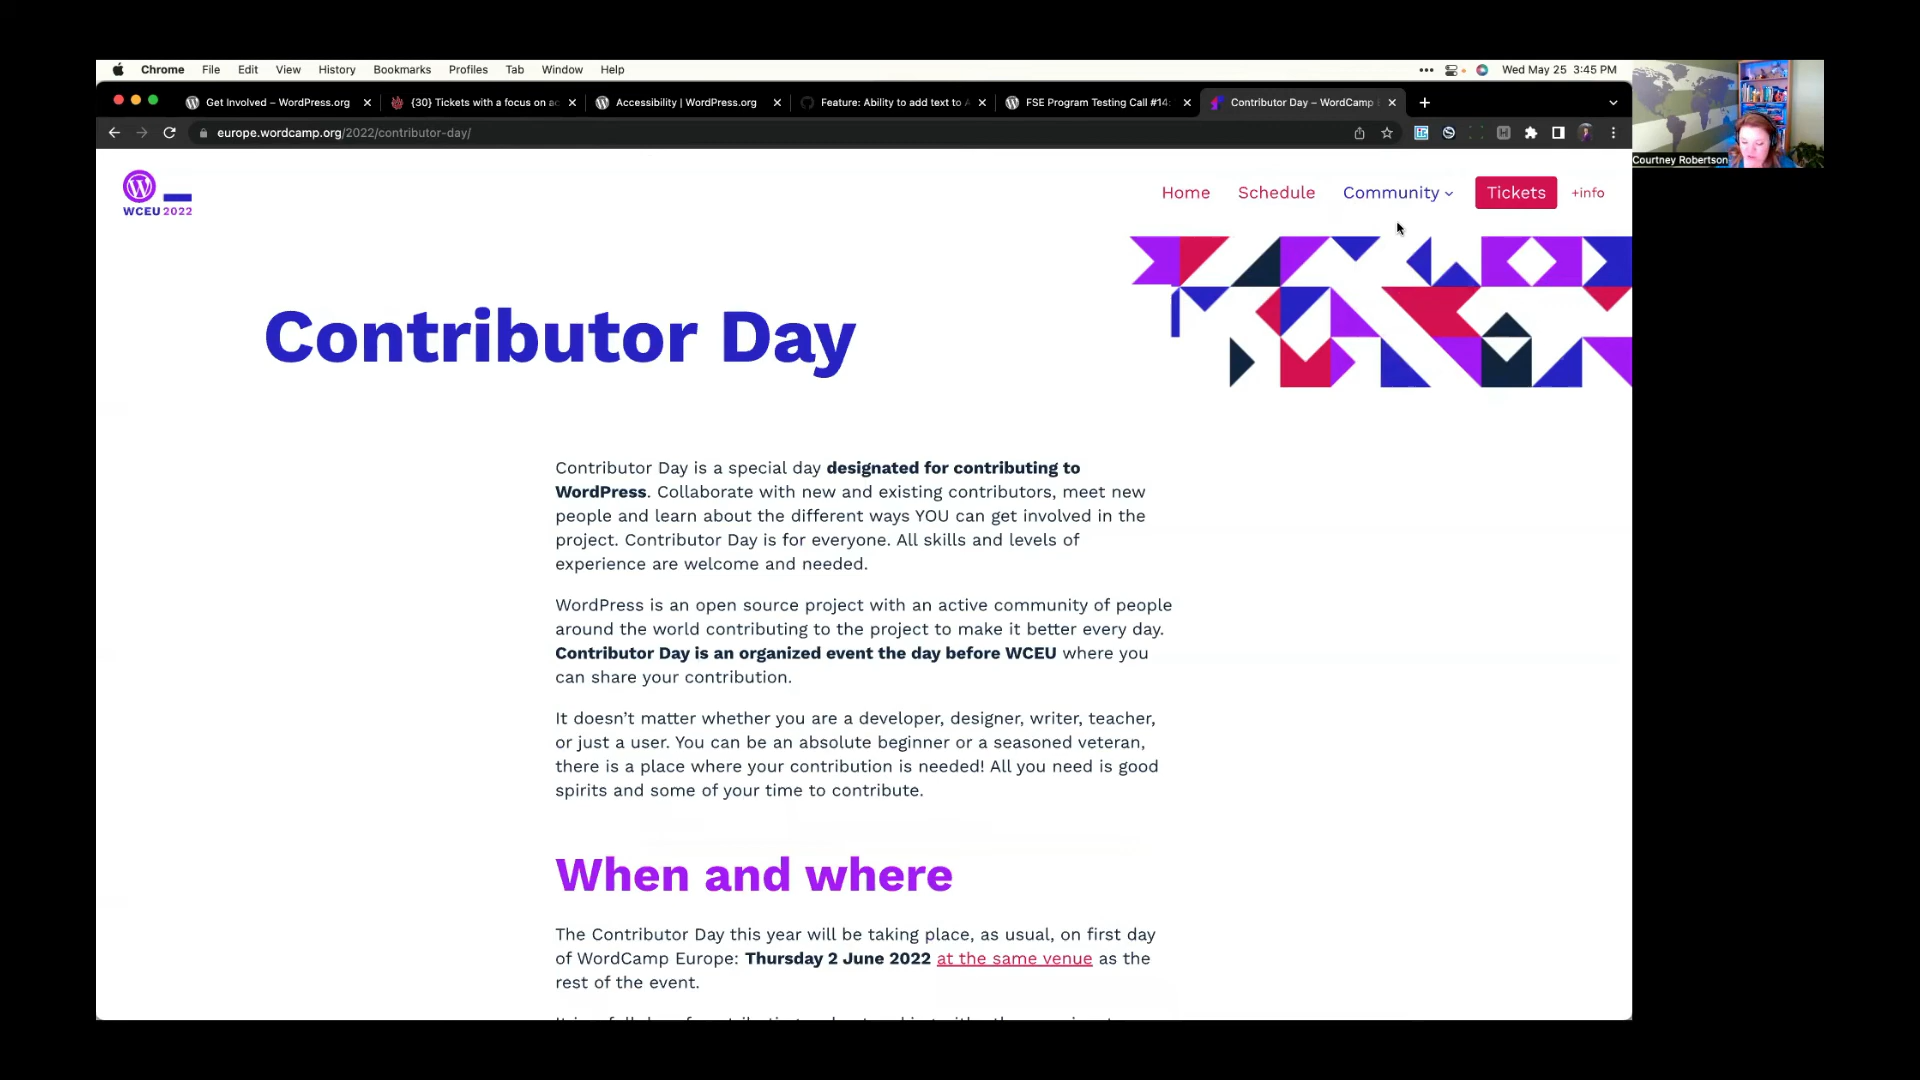 Chrome File Edit View History Bookmarks Profiles Tab Window Help
Wed May 25 3:45 PM
Get Involved – WordPress.org
{30} Tickets with a focus on ac
Accessibility | WordPress.org
Feature: Ability to add text to
FSE Program Testing Call #14:
Contributor Day – WordCamp
europe.wordcamp.org/2022/contributor-day/
Courtney Robertson
WCEU 2022
Home Schedule Community Tickets +info
Contributor Day
Contributor Day is a special day designated for contributing to
WordPress. Collaborate with new and existing contributors, meet new
people and learn about the different ways YOU can get involved in the
project. Contributor Day is for everyone. All skills and levels of
experience are welcome and needed.
WordPress is an open source project with an active community of people
around the world contributing to the project to make it better every day.
Contributor Day is an organized event the day before WCEU where you
can share your contribution.
It doesn’t matter whether you are a developer, designer, writer, teacher,
or just a user. You can be an absolute beginner or a seasoned veteran,
there is a place where your contribution is needed! All you need is good
spirits and some of your time to contribute.
When and where
The Contributor Day this year will be taking place, as usual, on first day
of WordCamp Europe: Thursday 2 June 2022 at the same venue as the
rest of the event.